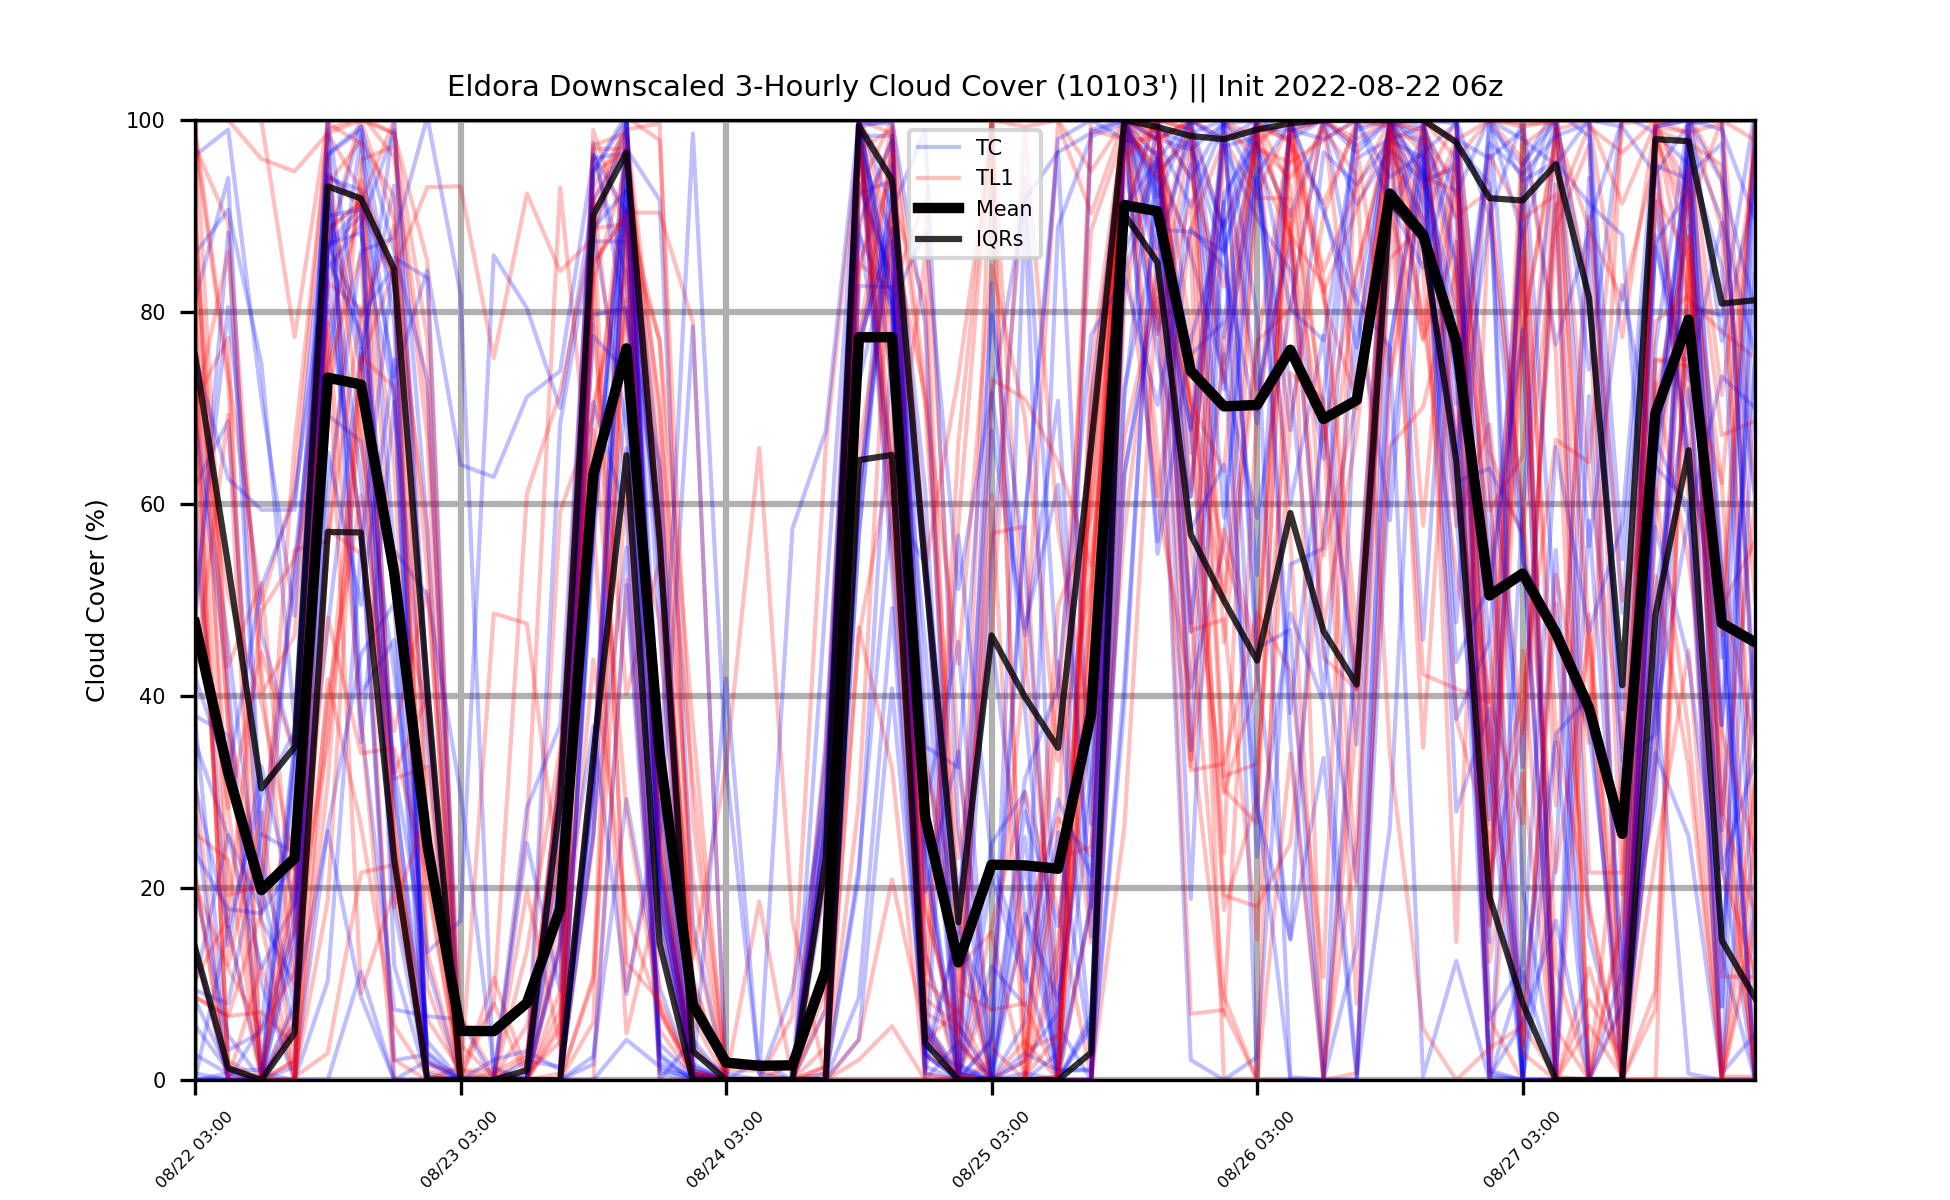 Eldora Downscaled 3-Hourly Cloud Cover (10103') || Init 2022-08-22 06z
100
80
60
40
20
0
Cloud Cover (%)
TC
TL1
Mean
IQRs
08/22 03:00
08/23 03:00
08/24 03:00
08/25 03:00
08/26 03:00
08/27 03:00